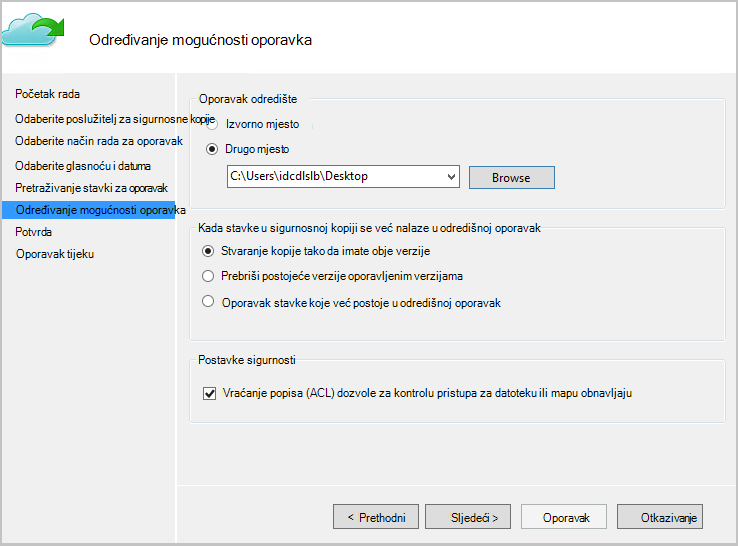 Određivanje mogućnosti oporavka
Početak rada
Odaberite poslužitelj za sigurnosne kopije
Odaberite način rada za oporavak
Odaberite glasnoću i datuma
Pretraživanje stavki za oporavak
Određivanje mogućnosti oporavka
Potvrda
Oporavak tijeku
Oporavak odredište
Izvorno mjesto
Drugo mjesto
C:\Users\idcdlslb\Desktop
Browse
Kada stavke u sigurnosnoj kopiji se već nalaze u odredišnoj oporavak
Stvaranje kopije tako da imate obje verzije
Prebriši postojeće verzije oporavljenim verzijama
Oporavak stavke koje već postoje u odredišnoj oporavak
Postavke sigurnosti
Vraćanje popisa (ACL) dozvole za kontrolu pristupa za datoteku ili mapu obnavljaju
< Prethodni
Sljedeći >
Oporavak
Otkazivanje